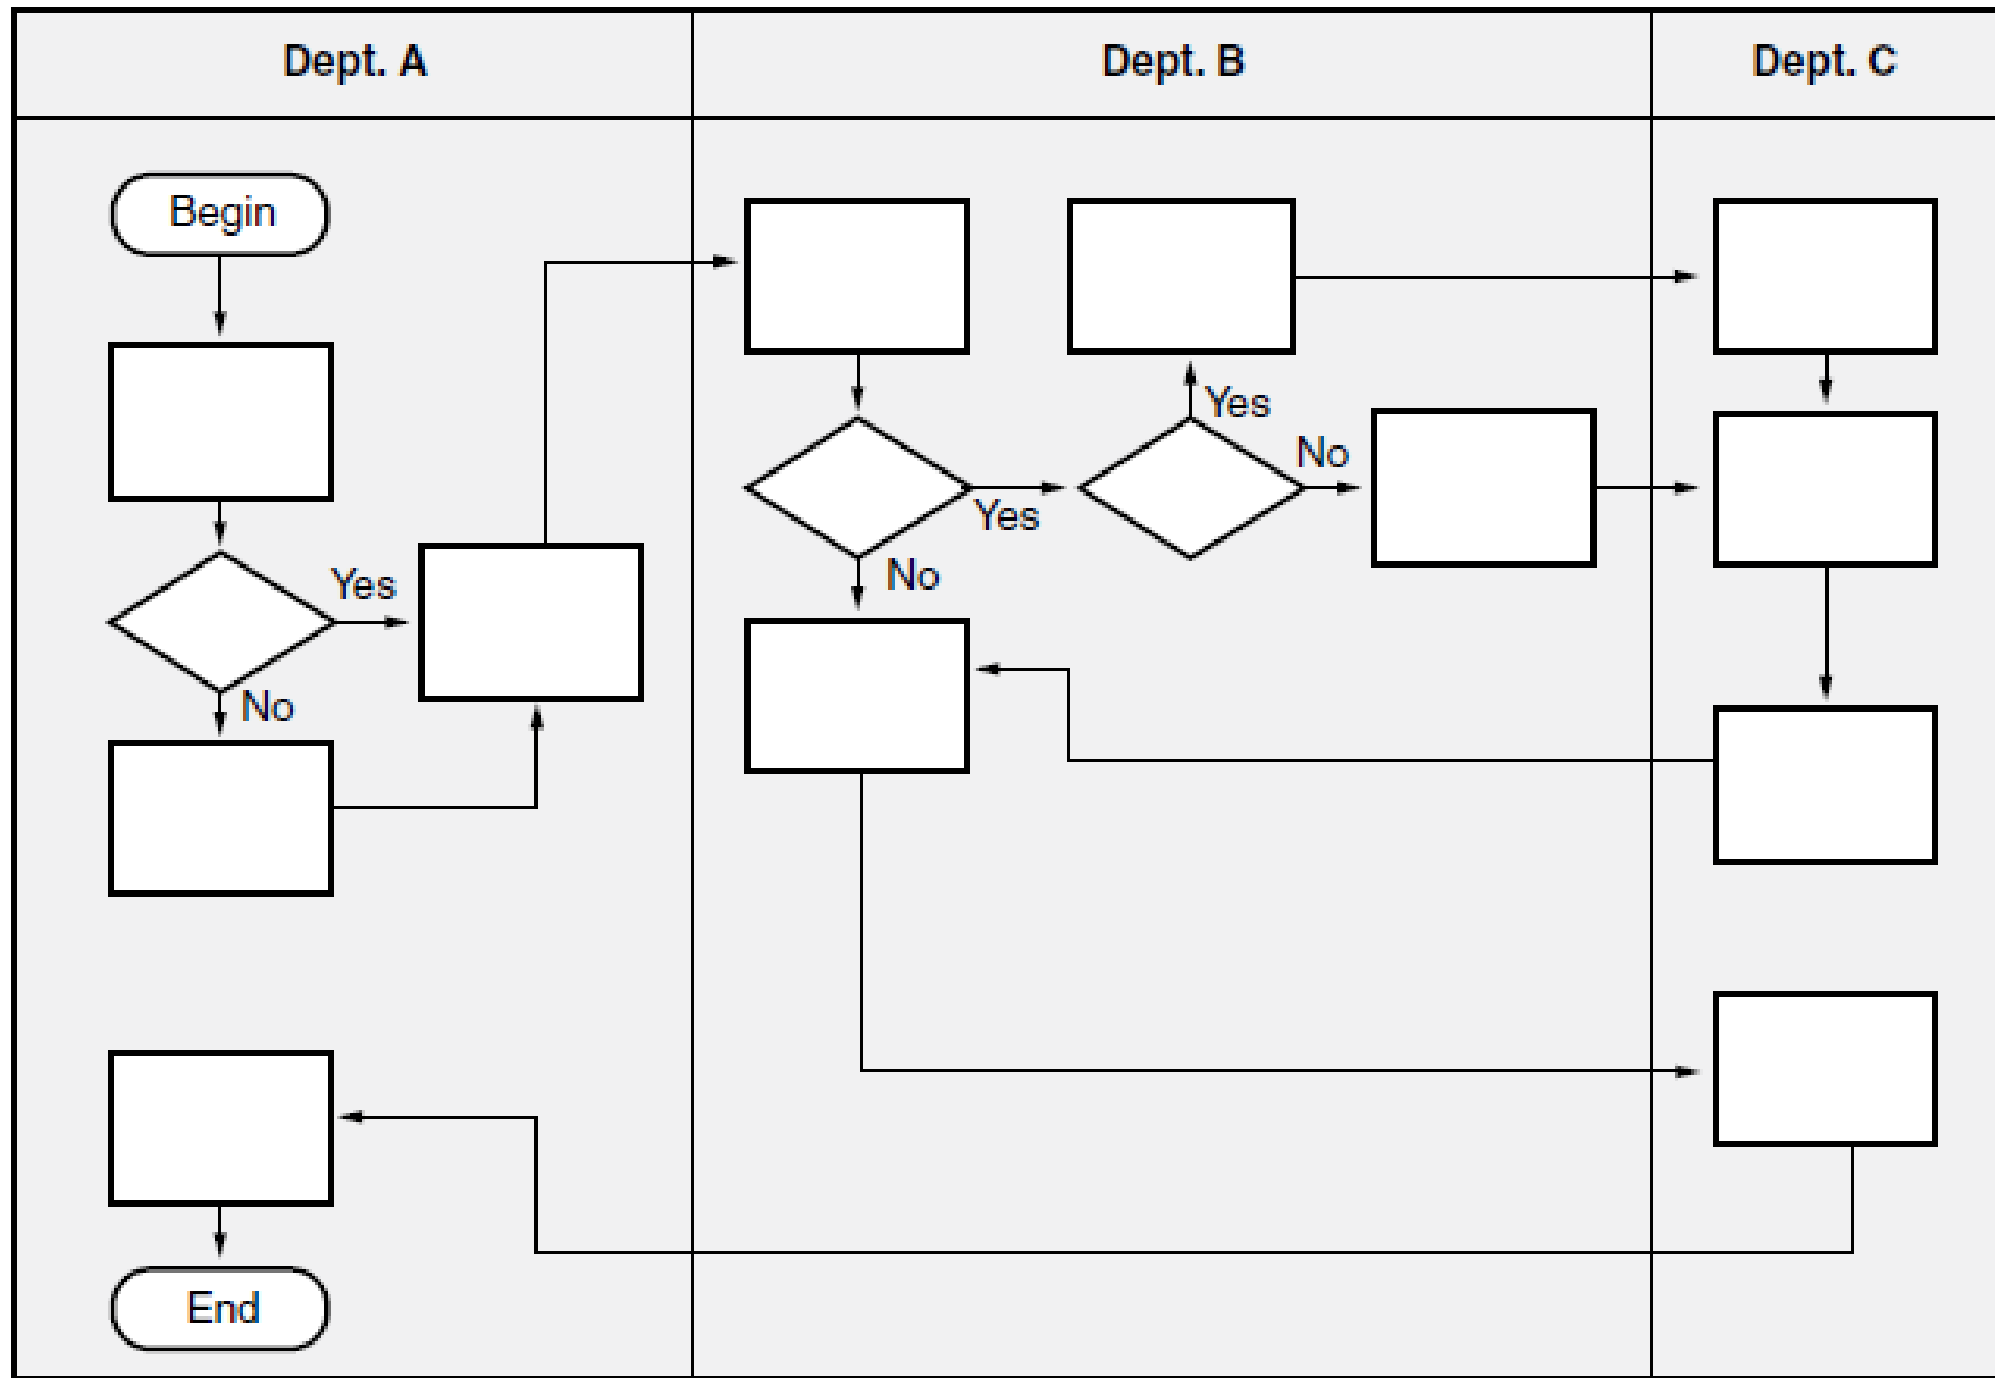 Dept. A
Dept. B
Dept. C
Begin
Yes
No
Yes
No
Yes
No
End